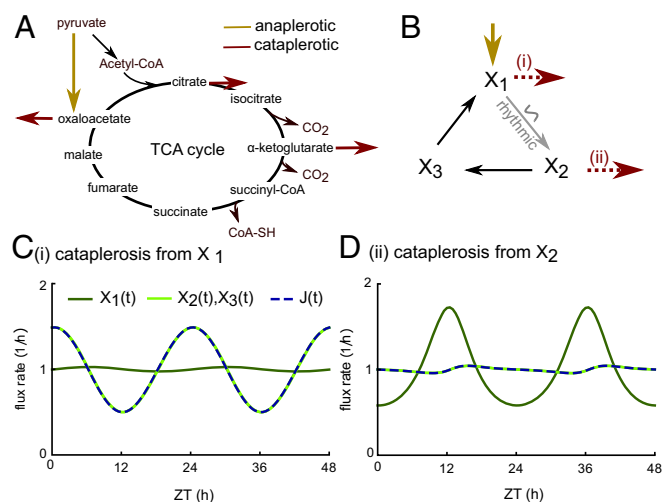 A
pyruvate
anaplerotic
cataplerotic
Acetyl-CoA
citrate
isocitrate
oxaloacetate
CO2
TCA cycle
α-ketoglutarate
malate
CO2
fumarate
succinyl-CoA
succinate
CoA-SH
B
(i)
X1
rhythmic
X3
X2
(ii)
C (i) cataplerosis from X 1
2
X1(t) X2(t),X3(t) J(t)
flux rate (1/h)
1
0
0 12 24 36 48
ZT (h)
D (ii) cataplerosis from X2
2
flux rate (1/h)
1
0
0 12 24 36 48
ZT (h)